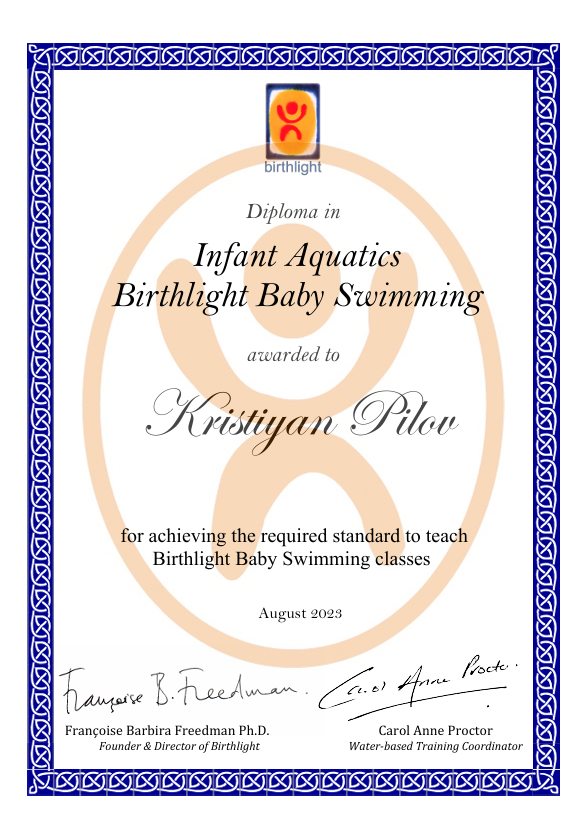 birthlight
Diploma in
Infant Aquatics
Birthlight Baby Swimming
awarded to
Kristiyan Pilov
for achieving the required standard to teach
Birthlight Baby Swimming classes
August 2023
Françoise B. Freedman. Carol Anne Proctor.
Françoise Barbira Freedman Ph.D. Carol Anne Proctor
Founder & Director of Birthlight Water-based Training Coordinator